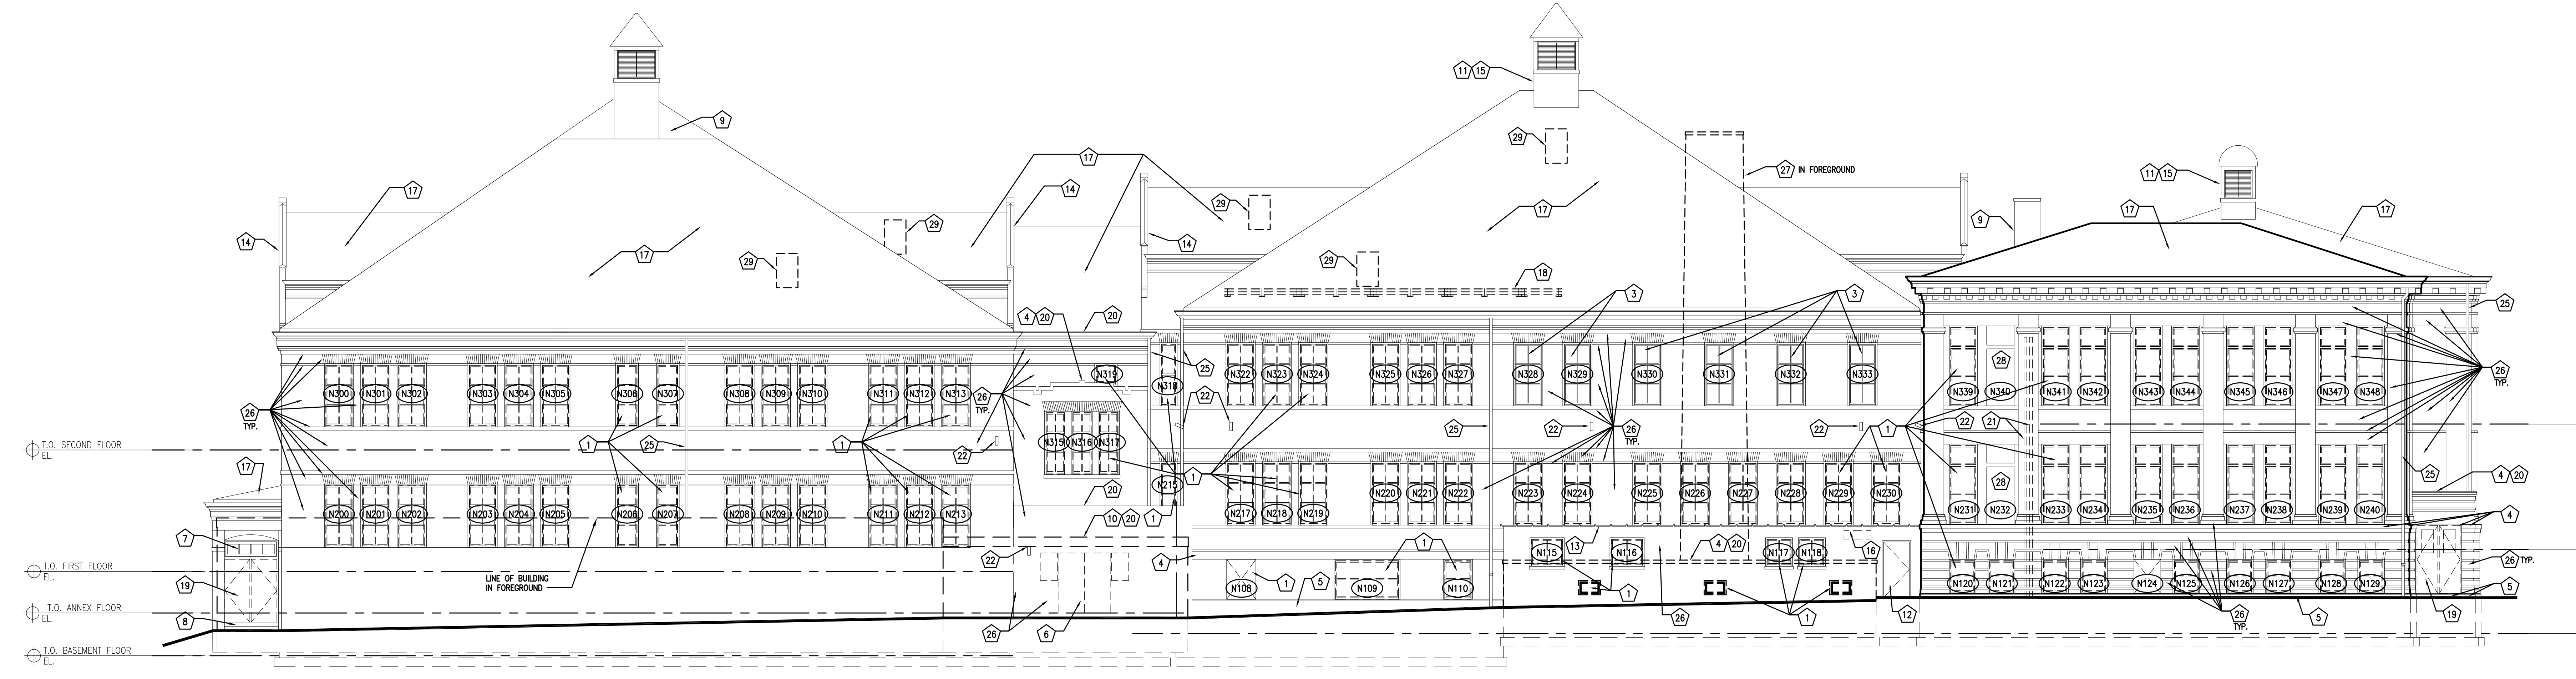 11 15
9
29
27 IN FOREGROUND
17
17
14
11 15
29
29
9
17
17
14
17
29
17
14
29
18
3
3
25
4 20
20
N319
25
N318
N322 N323 N324 N325 N326 N327 N328 N329 N330 N331 N332 N333
28
26
TYP.
N300 N301 N302 N303 N304 N305 N306 N307 N308 N309 N310 N311 N312 N313
N339 N340 N341 N342 N343 N344 N345 N346 N347 N348
26
TYP.
26
TYP.
22
25
22
26
TYP.
22
1
22
21
T.O. SECOND FLOOR
EL.
1
25
1
22
N315 N316 N317
17
1
N215
28
25
4 20
N220 N221 N222 N223 N224 N225 N226 N227 N228 N229 N230
N200 N201 N202 N203 N204 N205 N206 N207 N208 N209 N210 N211 N212 N213
20
N217 N218 N219
N231 N232 N233 N234 N235 N236 N237 N238 N239 N240
10 20
1
4
7
22
4
1
13
N115 N116
4 20
N117 N118
16
26 TYP.
T.O. FIRST FLOOR
EL.
LINE OF BUILDING
IN FOREGROUND
19
N108
1
5
N109 N110
1
N120 N121 N122 N123 N124 N125 N126 N127 N128 N129
5
T.O. ANNEX FLOOR
EL.
8
26
6
26
1
12
26
TYP.
5
19
T.O. BASEMENT FLOOR
EL.